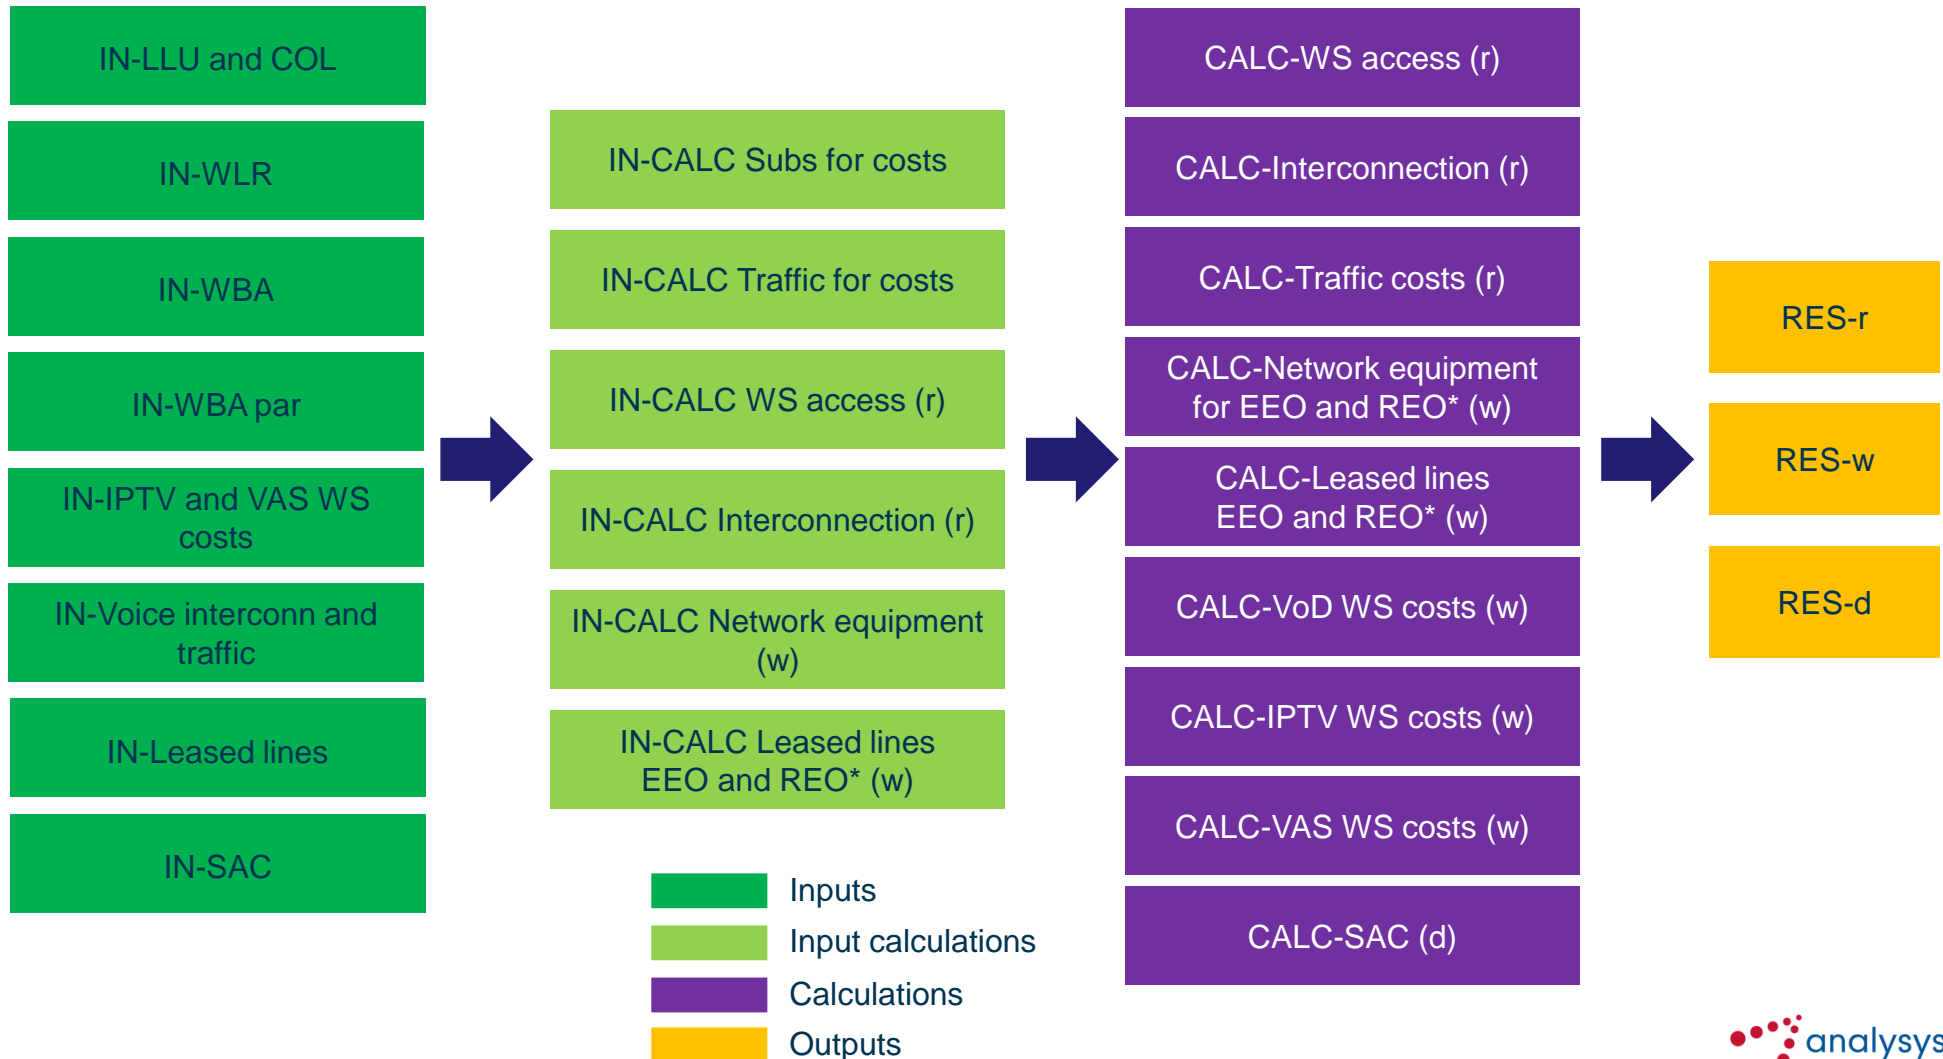 IN-LLU and COL
IN-WLR
IN-WBA
IN-WBA par
IN-IPTV and VAS WS
costs
IN-Voice interconn and
traffic
IN-Leased lines
IN-SAC
IN-CALC Subs for costs
IN-CALC Traffic for costs
IN-CALC WS access (r)
IN-CALC Interconnection (r)
IN-CALC Network equipment
(w)
IN-CALC Leased lines
EEO and REO* (w)
CALC-WS access (r)
CALC-Interconnection (r)
CALC-Traffic costs (r)
CALC-Network equipment
for EEO and REO* (w)
CALC-Leased lines
EEO and REO* (w)
CALC-VoD WS costs (w)
CALC-IPTV WS costs (w)
CALC-VAS WS costs (w)
CALC-SAC (d)
RES-r
RES-w
RES-d
Inputs
Input calculations
Calculations
Outputs
analysys